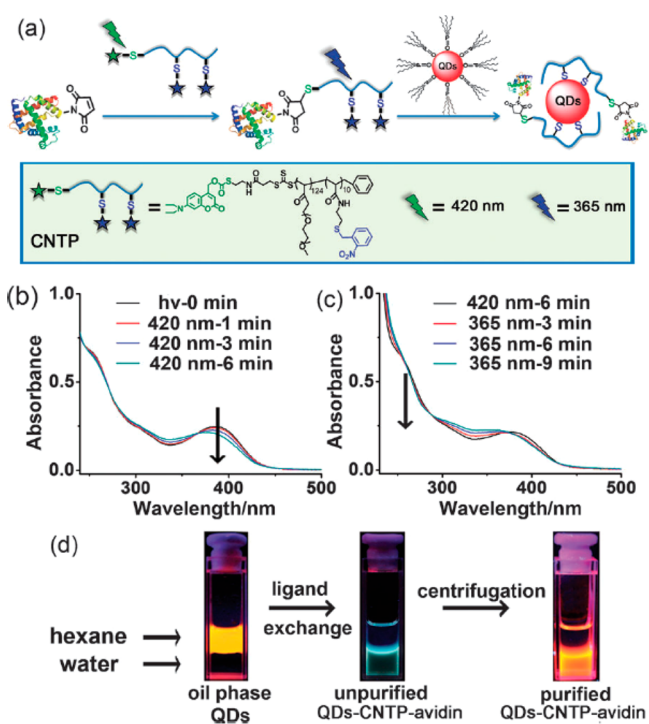 (a)
S
QDs
N
O
O
S
S
N
O
O
S
S
S
QDs
S
S
S
N
O
O
S
N
O
O
S
S
S
CNTP
=
N
O
O
O
O
S
N
H
O
S
S
S
124
10
O
O
O
NH
S
O₂N
= 420 nm
= 365 nm
(b)
1.0
0.5
0.0
Absorbance
hv-0 min
420 nm-1 min
420 nm-3 min
420 nm-6 min
300
400
500
Wavelength/nm
(c)
1.0
0.5
0.0
Absorbance
420 nm-6 min
365 nm-3 min
365 nm-6 min
365 nm-9 min
300
400
500
Wavelength/nm
(d)
hexane
water
oil phase
QDs
ligand
exchange
unpurified
QDs-CNTP-avidin
centrifugation
purified
QDs-CNTP-avidin